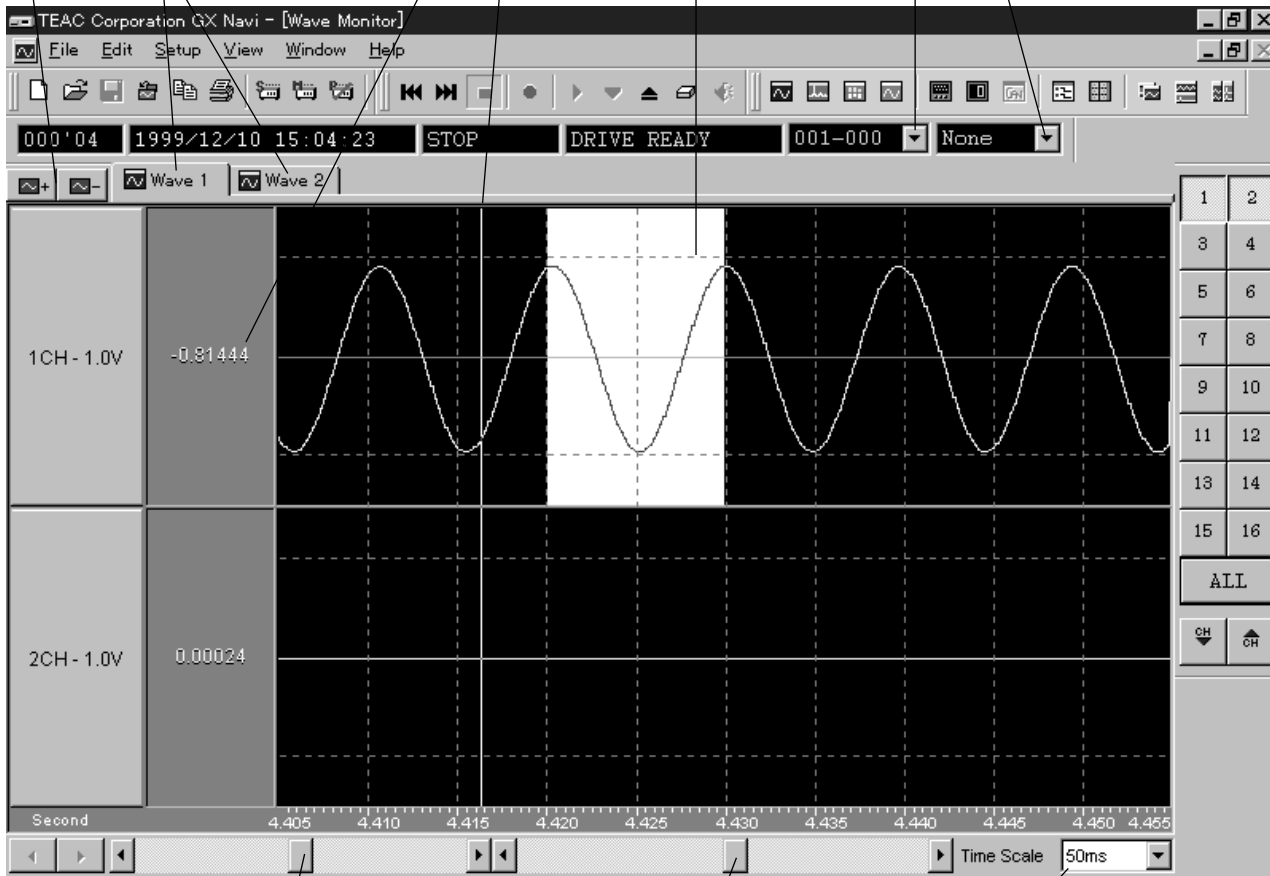 TEAC Corporation GX Navi - [Wave Monitor]
File Edit Setup View Window Help
000'04 1999/12/10 15:04:23 STOP DRIVE READY 001-000 None
Wave 1 Wave 2
1 2
3 4
5 6
7 8
9 10
11 12
13 14
15 16
ALL
CH CH
1CH - 1.0V -0.81444
2CH - 1.0V 0.00024
Second 4.405 4.410 4.415 4.420 4.425 4.430 4.435 4.440 4.445 4.450 4.455
Time Scale 50ms